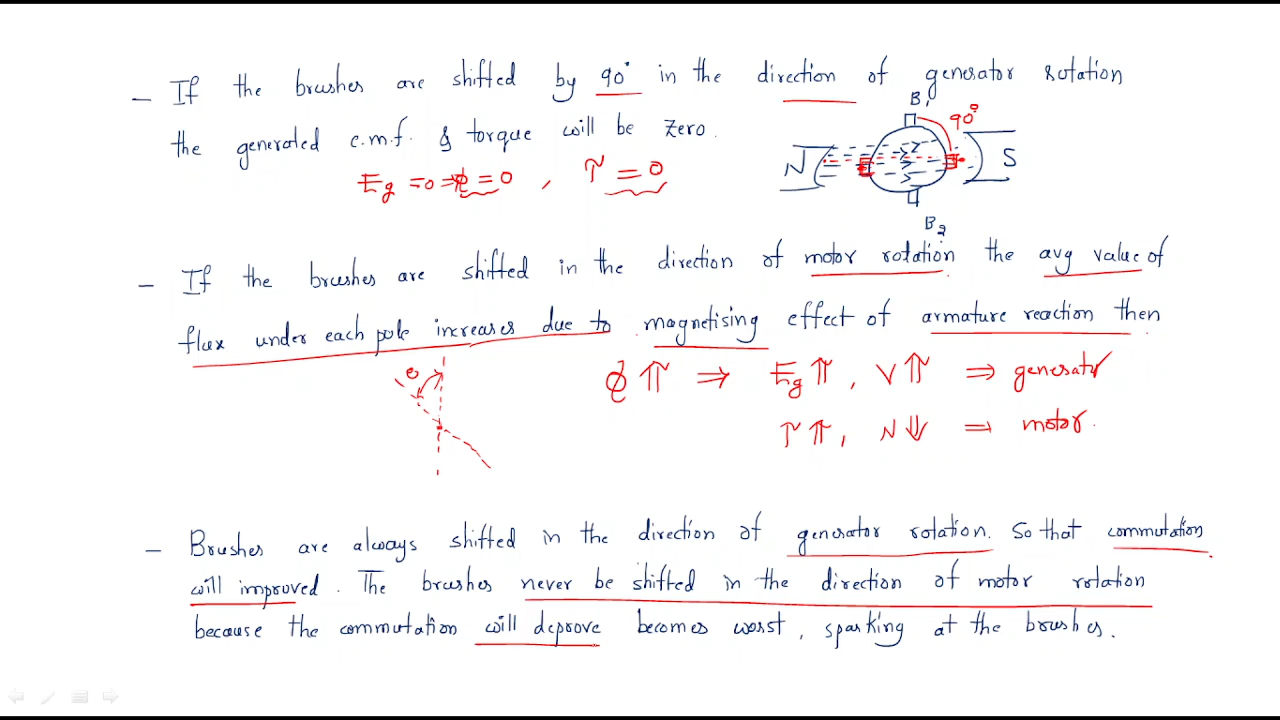 - If the brushes are shifted by 90° in the direction of generator rotation
the generated e.m.f. & torque will be zero.
Eg = 0 ⇒ φ = 0 , τ = 0
B1
90°
N
S
B2
- If the brushes are shifted in the direction of motor rotation the avg value of
flux under each pole increases due to magnetising effect of armature reaction then
θ
φ ⇑ ⇒ Eg ⇑, V ⇑ ⇒ generator
τ ⇑, N ⇓ ⇒ motor.
- Brushes are always shifted in the direction of generator rotation. So that commutation
will improved. The brushes never be shifted in the direction of motor rotation
because the commutation will deprove becomes worst, sparking at the brushes.